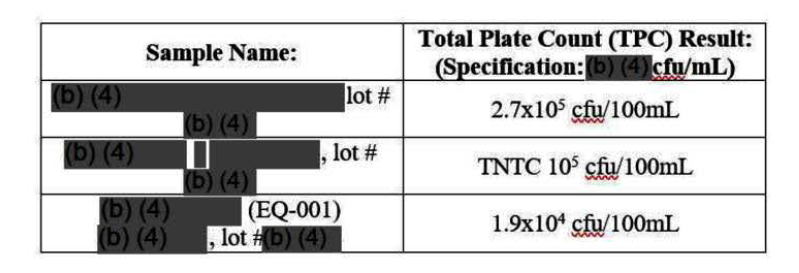 Sample Name:
Total Plate Count (TPC) Result:
(Specification: (b) (4) cfu/mL)
(b) (4) lot #
(b) (4)
2.7x10⁵ cfu/100mL
(b) (4) , lot #
(b) (4)
TNTC 10⁵ cfu/100mL
(b) (4) (EQ-001)
(b) (4) , lot #(b) (4)
1.9x10⁴ cfu/100mL